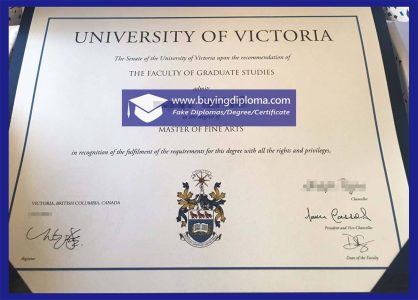 UNIVERSITY OF VICTORIA
The Senate of the University of Victoria upon the recommendation of
THE FACULTY OF GRADUATE STUDIES
admits
www.buyingdiploma.com
Fake Diplomas/Degree/Certificate
MASTER OF FINE ARTS
in recognition of the fulfilment of the requirements for this degree with all the rights and privileges.
VICTORIA, BRITISH COLUMBIA, CANADA
Chancellor
President and Vice-Chancellor
Registrar
Dean of the Faculty